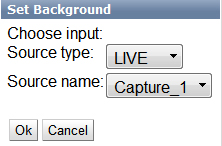 Set Background
Choose input:
Source type: LIVE
Source name: Capture_1
Ok Cancel